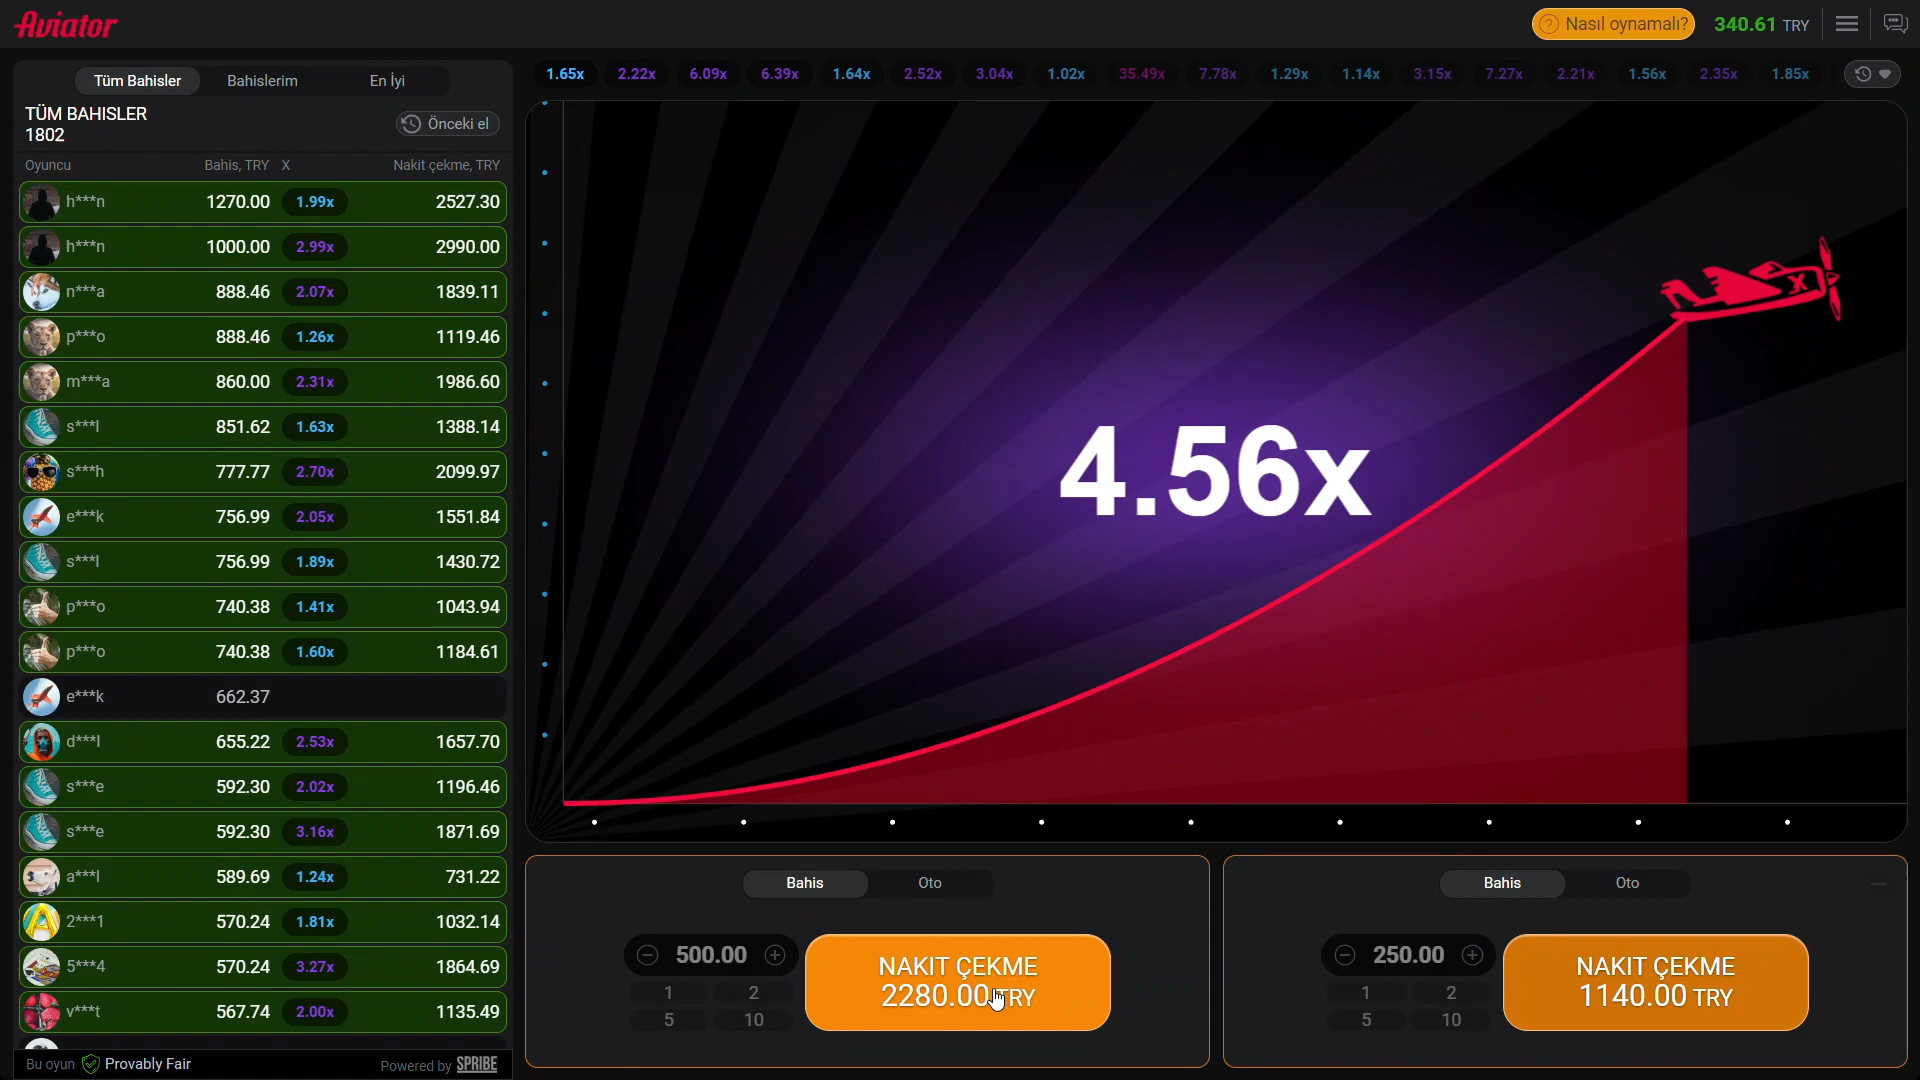 Aviator
Nasıl oynamalı?
340.61 TRY
Tüm Bahisler Bahislerim En İyi
1.65x 2.22x 6.09x 6.39x 1.64x 2.52x 3.04x 1.02x 35.49x 7.78x 1.29x 1.14x 3.15x 7.27x 2.21x 1.56x 2.35x 1.85x
TÜM BAHISLER
1802
Önceki el
Oyuncu Bahis, TRY X Nakit çekme, TRY
h***n 1270.00 1.99x 2527.30
h***n 1000.00 2.99x 2990.00
n***a 888.46 2.07x 1839.11
p***o 888.46 1.26x 1119.46
m***a 860.00 2.31x 1986.60
s***l 851.62 1.63x 1388.14
s***h 777.77 2.70x 2099.97
e***k 756.99 2.05x 1551.84
s***l 756.99 1.89x 1430.72
p***o 740.38 1.41x 1043.94
p***o 740.38 1.60x 1184.61
e***k 662.37
d***l 655.22 2.53x 1657.70
s***e 592.30 2.02x 1196.46
s***e 592.30 3.16x 1871.69
a***l 589.69 1.24x 731.22
2***1 570.24 1.81x 1032.14
5***4 570.24 3.27x 1864.69
v***t 567.74 2.00x 1135.49
Bu oyun Provably Fair Powered by SPRIBE
X
4.56x
Bahis Oto
500.00
1 2
5 10
NAKIT ÇEKME
2280.00 TRY
Bahis Oto
250.00
1 2
5 10
NAKIT ÇEKME
1140.00 TRY